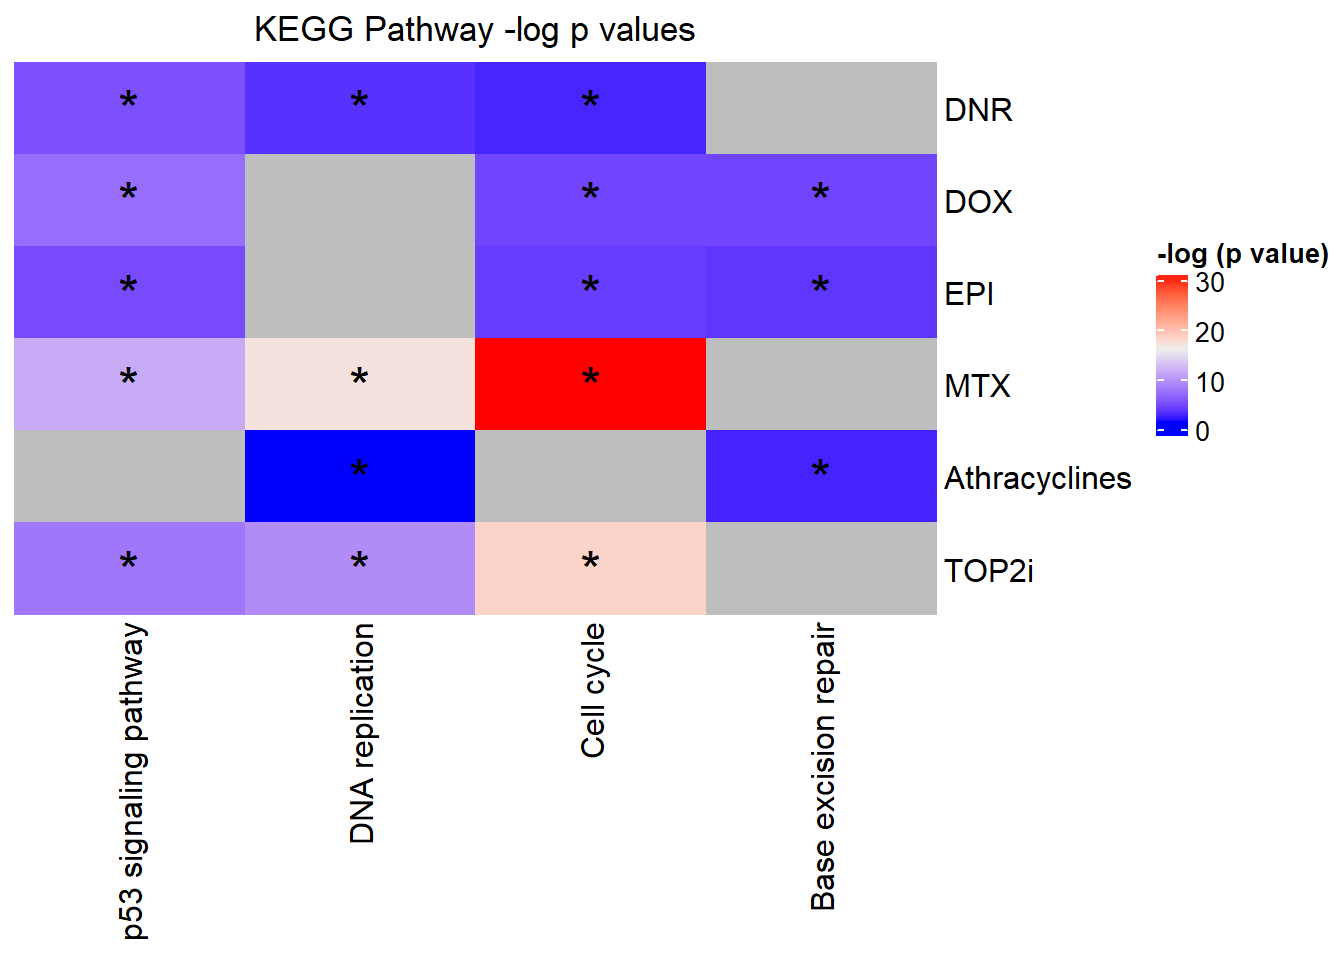 KEGG Pathway -log p values
* * * DNR
* * * DOX
* * * EPI
* * * MTX
* * Athracyclines
* * * TOP2i
p53 signaling pathway
DNA replication
Cell cycle
Base excision repair
-log (p value)
30
20
10
0